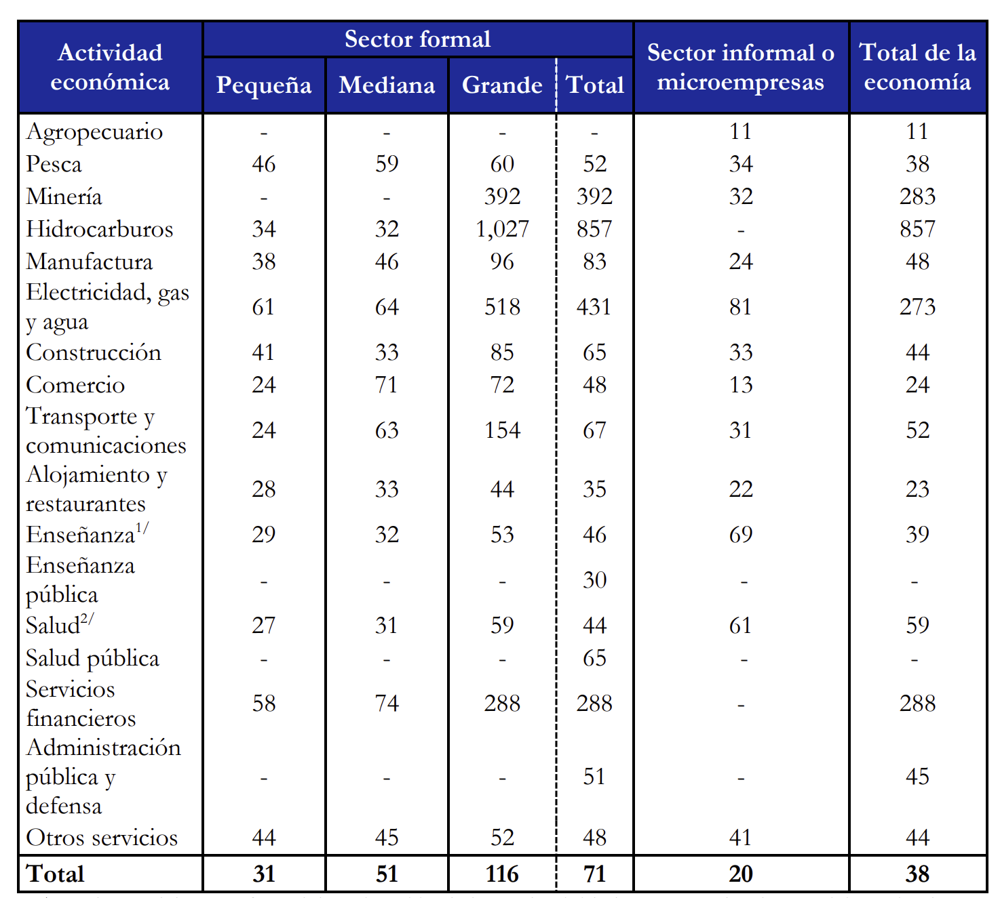 Actividad económica | Sector formal | Sector informal o microempresas | Total de la economía
Pequeña | Mediana | Grande | Total
Agropecuario - - - - 11 11
Pesca 46 59 60 52 34 38
Minería - - 392 392 32 283
Hidrocarburos 34 32 1,027 857 - 857
Manufactura 38 46 96 83 24 48
Electricidad, gas
y agua 61 64 518 431 81 273
Construcción 41 33 85 65 33 44
Comercio 24 71 72 48 13 24
Transporte y
comunicaciones 24 63 154 67 31 52
Alojamiento y
restaurantes 28 33 44 35 22 23
Enseñanza1/ 29 32 53 46 69 39
Enseñanza
pública - - - 30 - -
Salud2/ 27 31 59 44 61 59
Salud pública - - - 65 - -
Servicios
financieros 58 74 288 288 - 288
Administración
pública y
defensa - - - 51 - 45
Otros servicios 44 45 52 48 41 44
Total 31 51 116 71 20 38